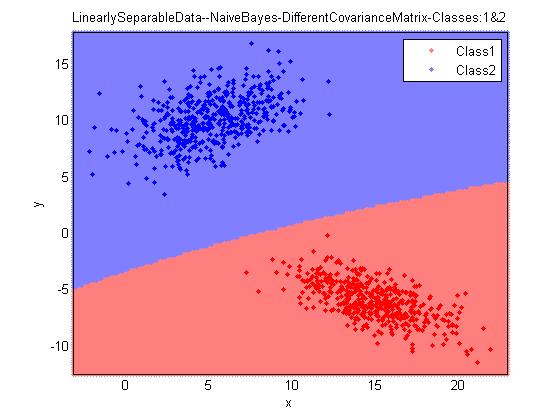 LinearlySeparableData--NaiveBayes-DifferentCovarianceMatrix-Classes:1&2
Class1
Class2
15
10
5
0
-5
-10
y
0
5
10
15
20
x